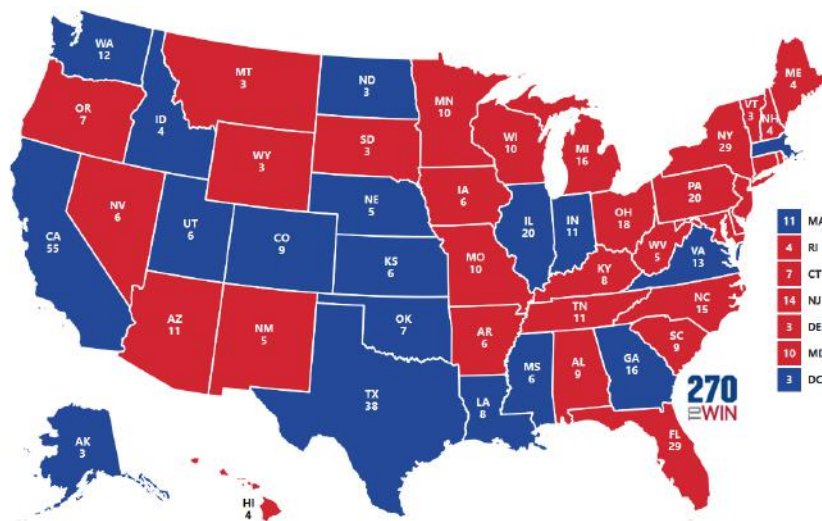 WA
12
MT
3
ND
3
MN
10
ME
4
VT
3
NH
4
OR
7
ID
4
WY
3
SD
3
WI
10
MI
16
NY
29
NV
6
UT
6
CO
9
NE
5
IA
6
IL
20
IN
11
OH
18
PA
20
WV
5
VA
13
CA
55
KS
6
MO
10
KY
8
TN
11
NC
15
AZ
11
NM
5
OK
7
AR
6
SC
9
TX
38
LA
8
MS
6
AL
9
GA
16
FL
29
AK
3
HI
4
270
TO WIN
11 MA
4 RI
7 CT
14 NJ
3 DE
10 MD
3 DC